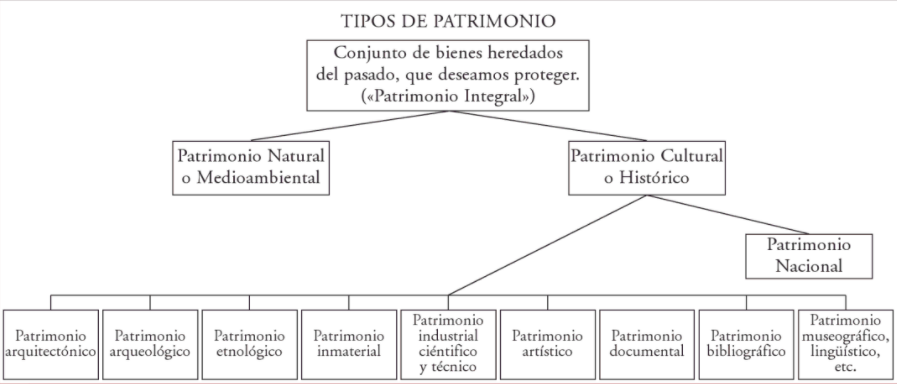 TIPOS DE PATRIMONIO
Conjunto de bienes heredados
del pasado, que deseamos proteger.
(«Patrimonio Integral»)
Patrimonio Natural
o Medioambiental
Patrimonio Cultural
o Histórico
Patrimonio
Nacional
Patrimonio
arquitectónico
Patrimonio
arqueológico
Patrimonio
etnológico
Patrimonio
inmaterial
Patrimonio
industrial
ciéntifico
y técnico
Patrimonio
artístico
Patrimonio
documental
Patrimonio
bibliográfico
Patrimonio
museográfico,
lingüístico,
etc.